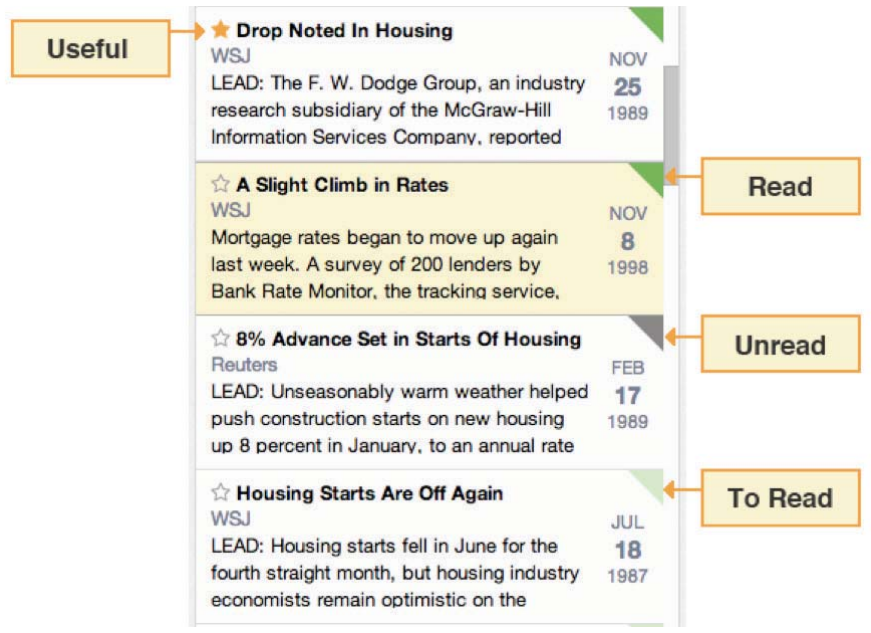 Useful
Drop Noted In Housing
WSJ
LEAD: The F. W. Dodge Group, an industry
research subsidiary of the McGraw-Hill
Information Services Company, reported
NOV
25
1989
A Slight Climb in Rates
WSJ
Mortgage rates began to move up again
last week. A survey of 200 lenders by
Bank Rate Monitor, the tracking service,
NOV
8
1998
Read
8% Advance Set in Starts Of Housing
Reuters
LEAD: Unseasonably warm weather helped
push construction starts on new housing
up 8 percent in January, to an annual rate
FEB
17
1989
Unread
Housing Starts Are Off Again
WSJ
LEAD: Housing starts fell in June for the
fourth straight month, but housing industry
economists remain optimistic on the
JUL
18
1987
To Read